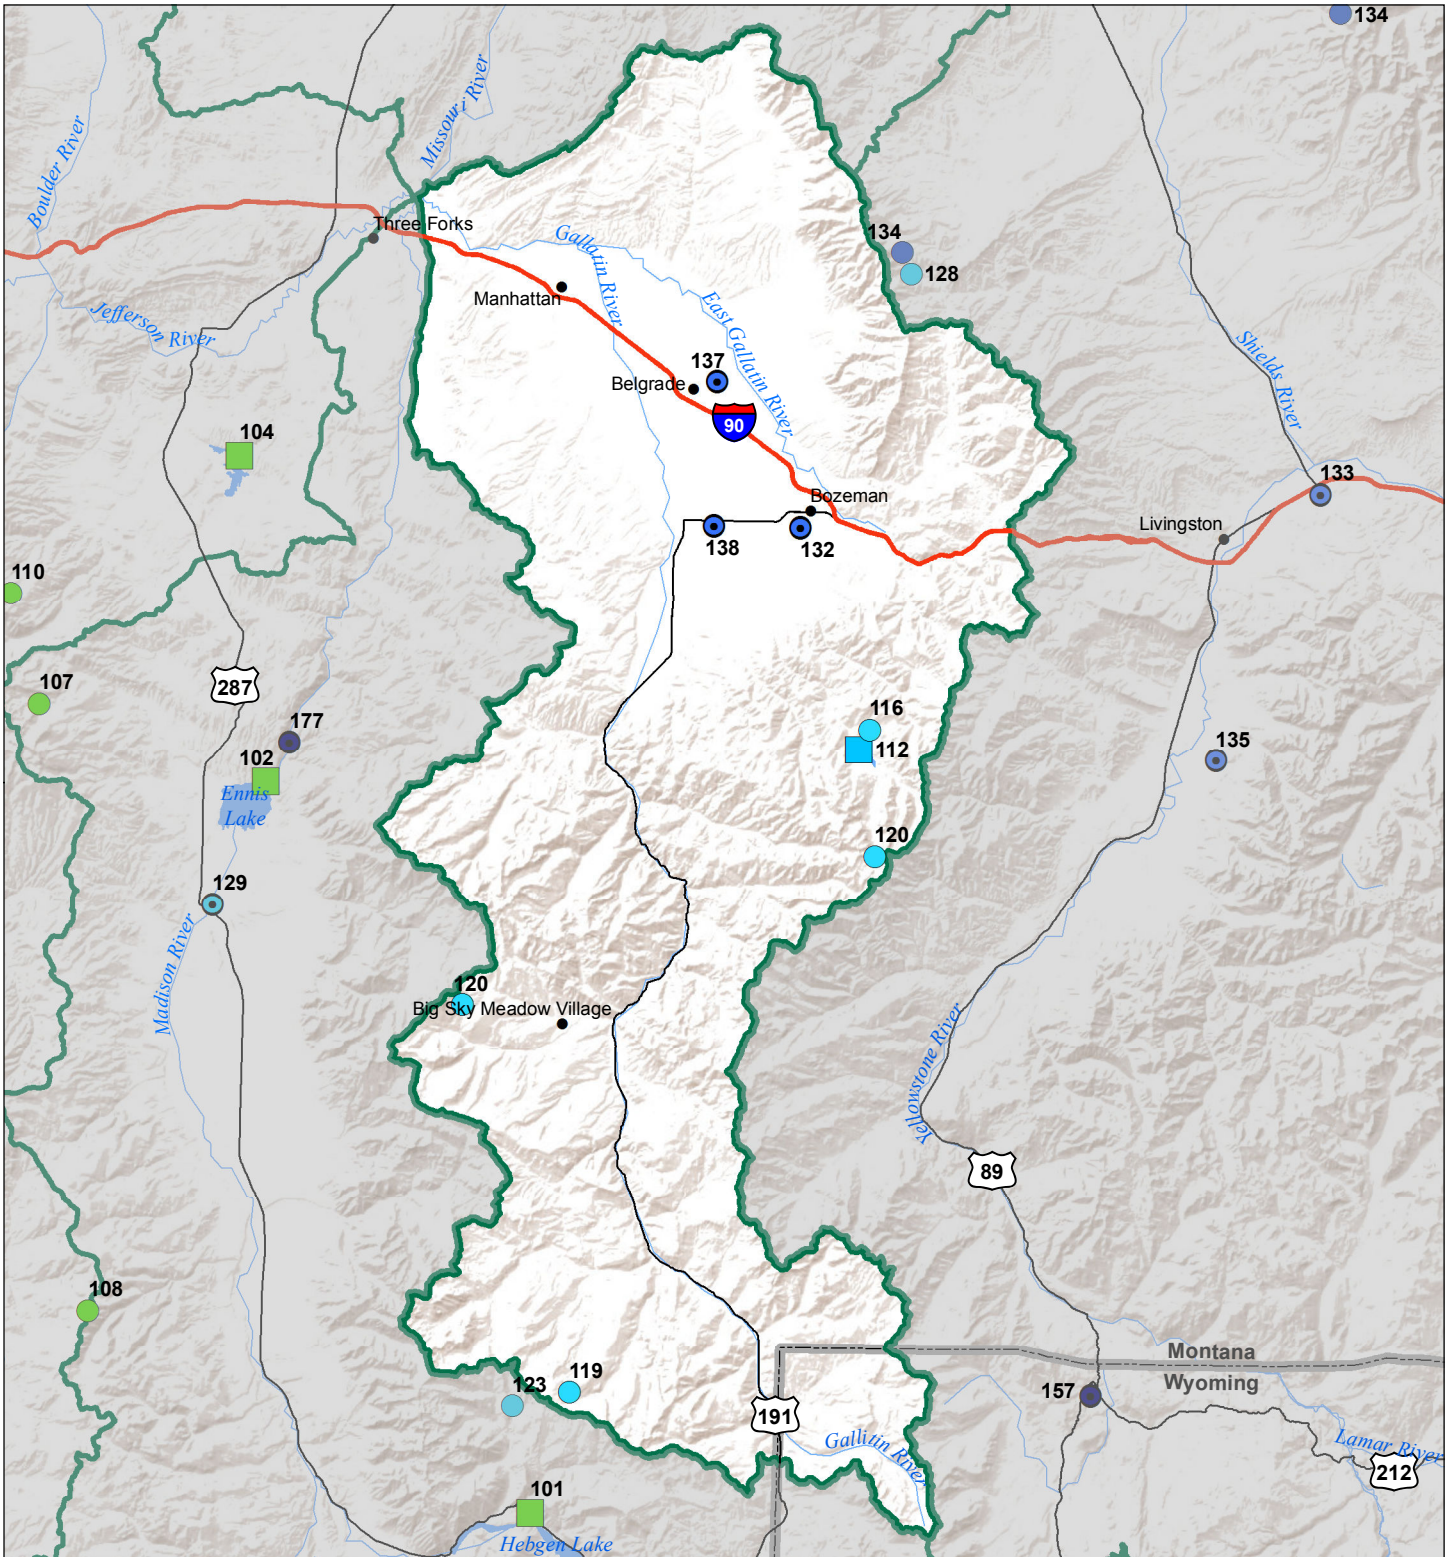 134
Missouri River
Boulder River
Three Forks
Gallatin River
134
128
Manhattan
East Gallatin River
Jefferson River
Shields River
137
Belgrade
90
104
133
Bozeman
Livingston
138
132
110
287
107
116
177
112
102
135
Ennis
Lake
120
129
Madison River
120
Big Sky Meadow Village
Yellowstone River
89
108
Montana
Wyoming
119
123
157
191
Gallitin River
Lamar River
212
101
Hebgen Lake